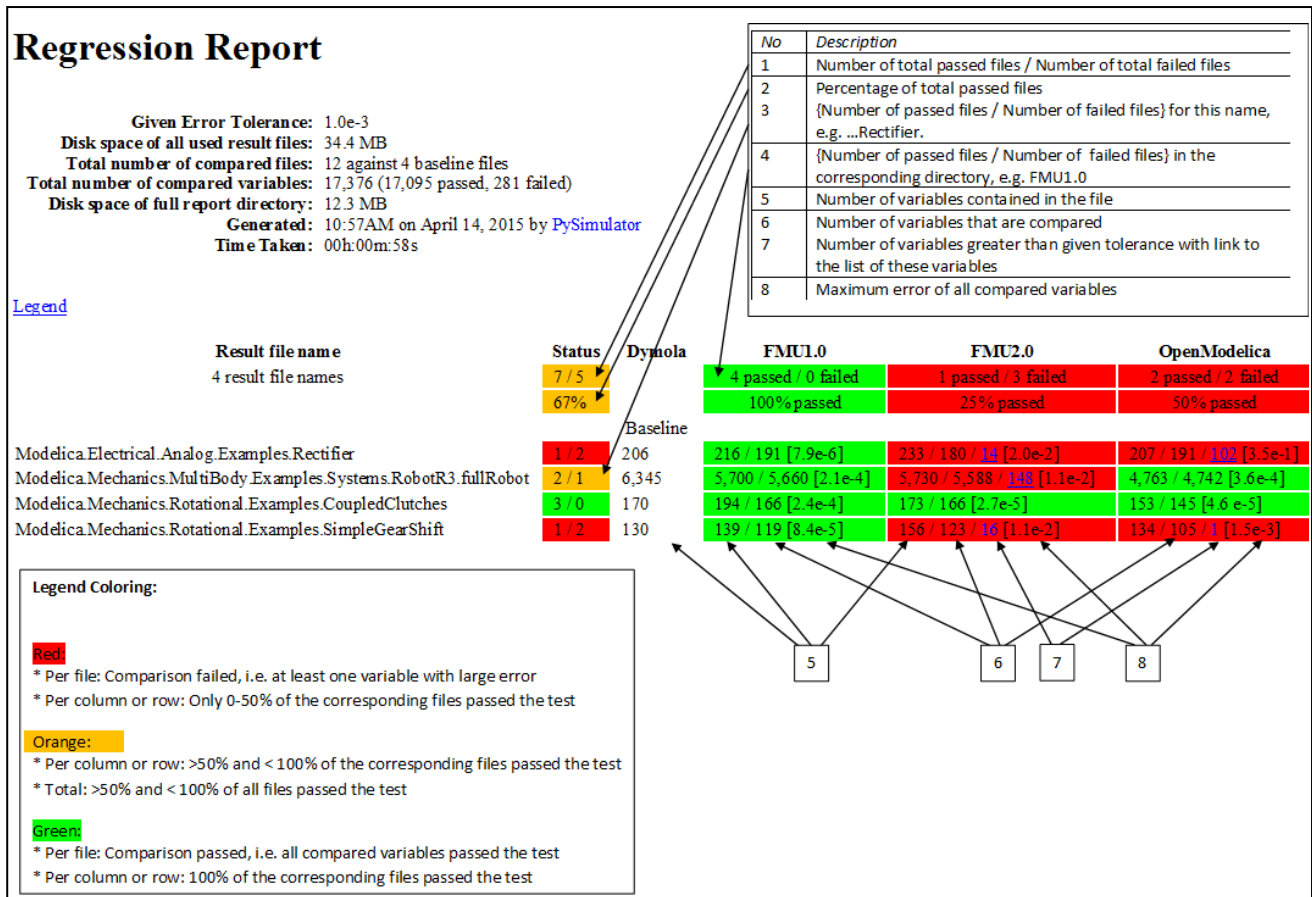 Regression Report
Given Error Tolerance: 1.0e-3
Disk space of all used result files: 34.4 MB
Total number of compared files: 12 against 4 baseline files
Total number of compared variables: 17,376 (17,095 passed, 281 failed)
Disk space of full report directory: 12.3 MB
Generated: 10:57AM on April 14, 2015 by PySimulator
Time Taken: 00h:00m:58s
Legend
No Description
1 Number of total passed files / Number of total failed files
2 Percentage of total passed files
3 {Number of passed files / Number of failed files} for this name,
e.g. ...Rectifier.
4 {Number of passed files / Number of failed files} in the
corresponding directory, e.g. FMU1.0
5 Number of variables contained in the file
6 Number of variables that are compared
7 Number of variables greater than given tolerance with link to
the list of these variables
8 Maximum error of all compared variables
Result file name Status Dymola FMU1.0 FMU2.0 OpenModelica
4 result file names 7 / 5 4 passed / 0 failed 1 passed / 3 failed 2 passed / 2 failed
67% 100% passed 25% passed 50% passed
Baseline
Modelica.Electrical.Analog.Examples.Rectifier 1 / 2 206 216 / 191 [7.9e-6] 233 / 180 / 14 [2.0e-2] 207 / 191 / 102 [3.5e-1]
Modelica.Mechanics.MultiBody.Examples.Systems.RobotR3.fullRobot 2 / 1 6,345 5,700 / 5,660 [2.1e-4] 5,730 / 5,588 / 148 [1.1e-2] 4,763 / 4,742 [3.6e-4]
Modelica.Mechanics.Rotational.Examples.CoupledClutches 3 / 0 170 194 / 166 [2.4e-4] 173 / 166 [2.7e-5] 153 / 145 [4.6 e-5]
Modelica.Mechanics.Rotational.Examples.SimpleGearShift 1 / 2 130 139 / 119 [8.4e-5] 156 / 123 / 16 [1.1e-2] 134 / 105 / 1 [1.5e-3]
5 6 7 8
Legend Coloring:
Red:
* Per file: Comparison failed, i.e. at least one variable with large error
* Per column or row: Only 0-50% of the corresponding files passed the test
Orange:
* Per column or row: >50% and < 100% of the corresponding files passed the test
* Total: >50% and < 100% of all files passed the test
Green:
* Per file: Comparison passed, i.e. all compared variables passed the test
* Per column or row: 100% of the corresponding files passed the test